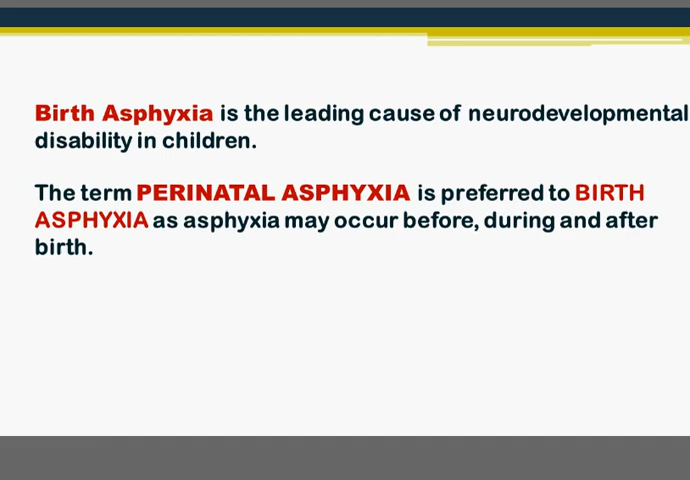 Birth Asphyxia is the leading cause of neurodevelopmental
disability in children.
The term PERINATAL ASPHYXIA is preferred to BIRTH
ASPHYXIA as asphyxia may occur before, during and after
birth.